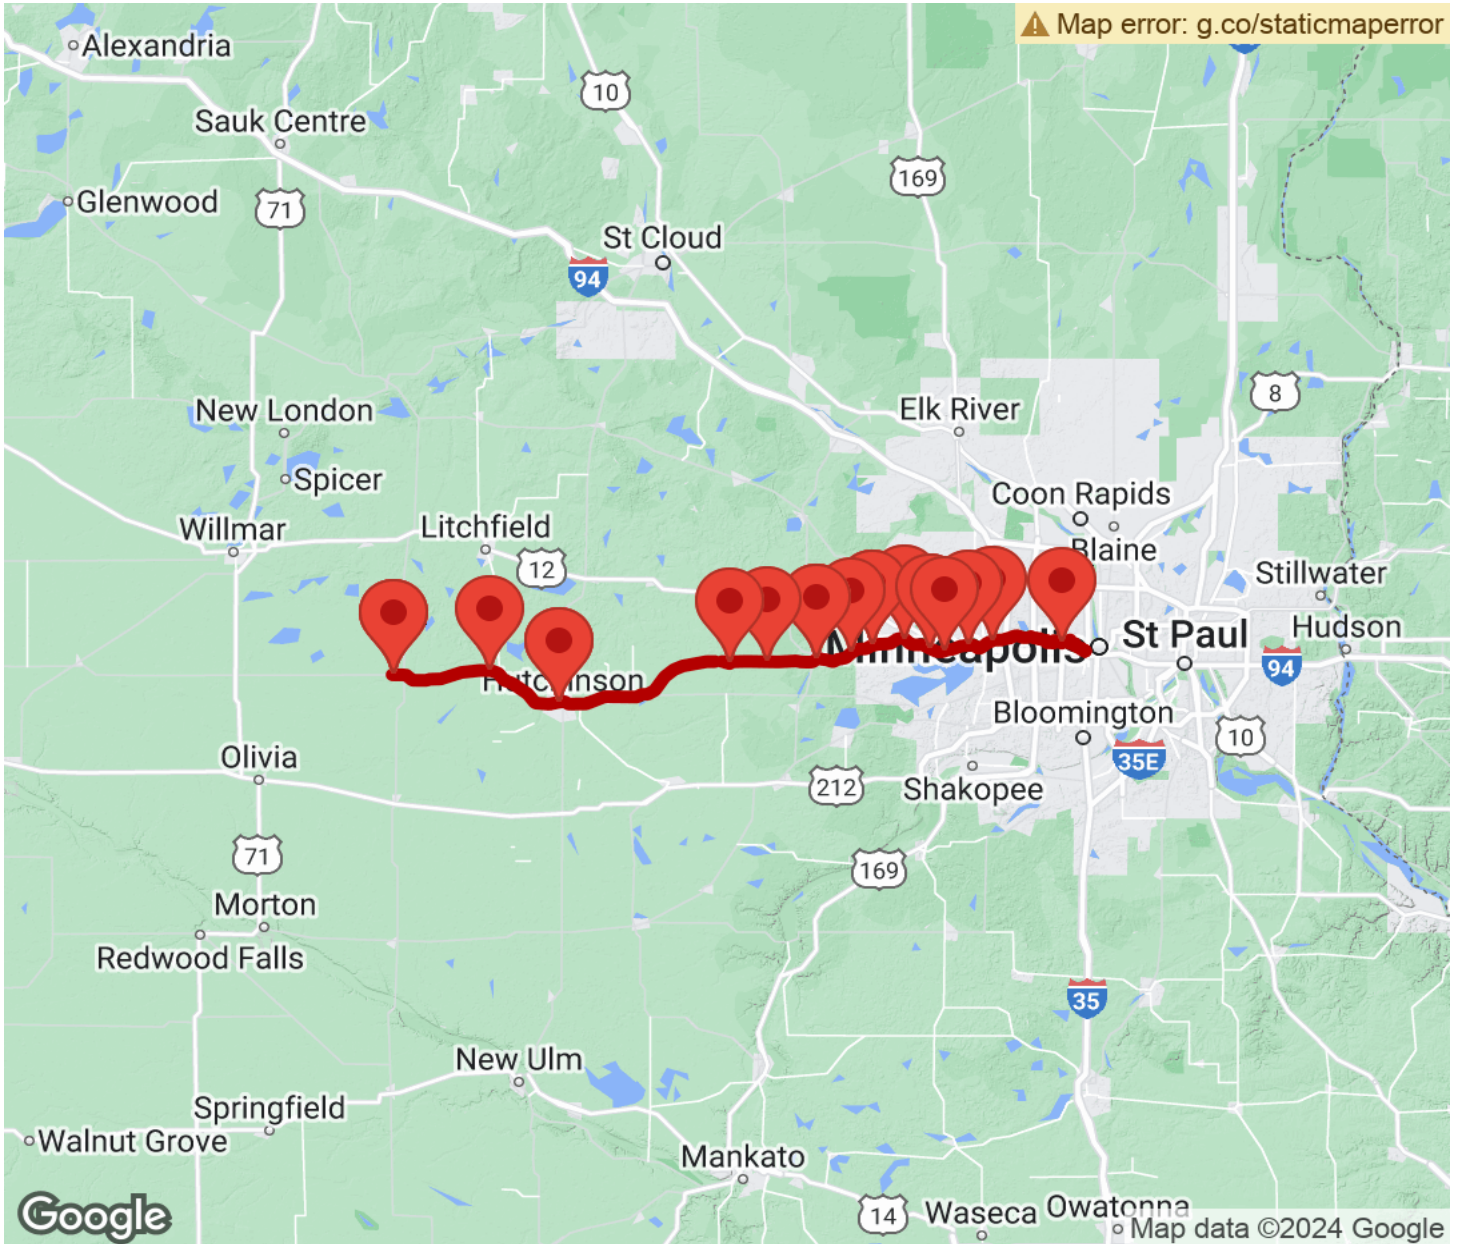 Map error: g.co/staticmaperror
Alexandria
10
Sauk Centre
169
Glenwood
71
St Cloud
94
8
New London
Elk River
Spicer
Coon Rapids
Willmar
Litchfield
Blaine
12
Stillwater
Minneapolis
St Paul
Hudson
94
Hutchinson
Bloomington
10
Olivia
35E
212
Shakopee
71
169
Morton
Redwood Falls
35
New Ulm
Springfield
Walnut Grove
Mankato
14
Waseca
Owatonna
Google
Map data ©2024 Google